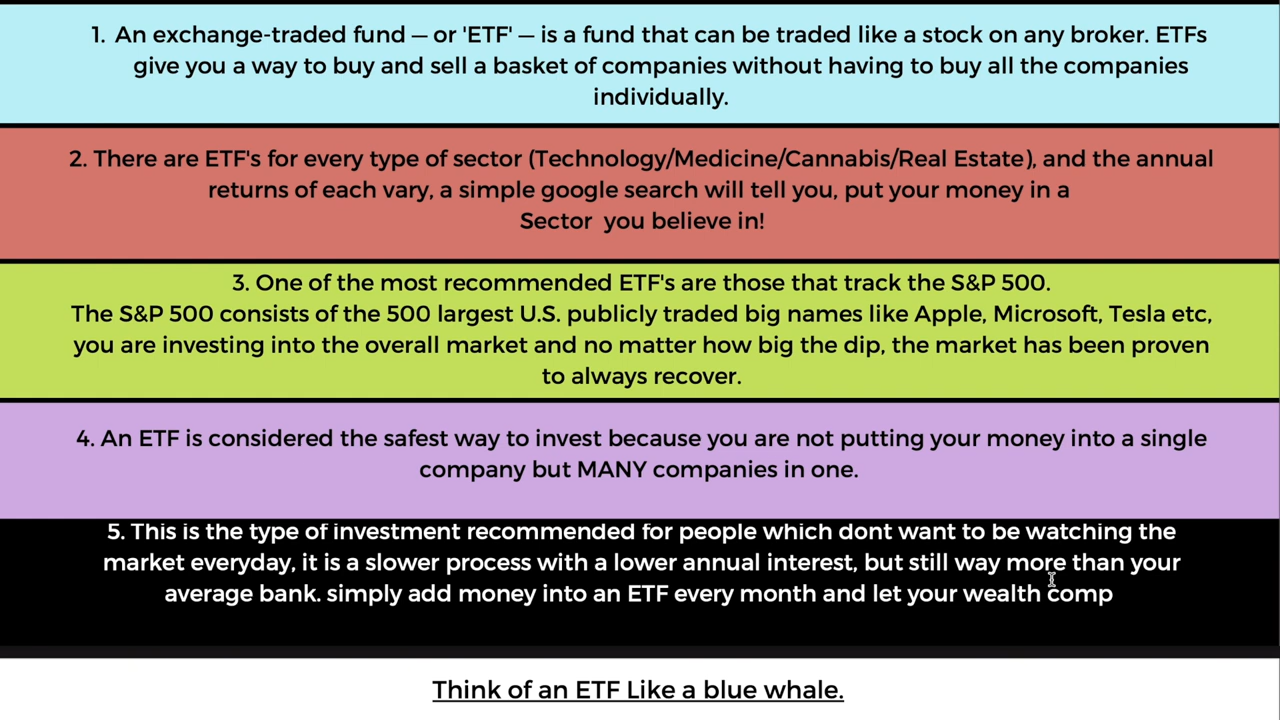 1. An exchange-traded fund — or 'ETF' — is a fund that can be traded like a stock on any broker. ETFs
give you a way to buy and sell a basket of companies without having to buy all the companies
individually.
2. There are ETF's for every type of sector (Technology/Medicine/Cannabis/Real Estate), and the annual
returns of each vary, a simple google search will tell you, put your money in a
Sector  you believe in!
3. One of the most recommended ETF's are those that track the S&P 500.
The S&P 500 consists of the 500 largest U.S. publicly traded big names like Apple, Microsoft, Tesla etc,
you are investing into the overall market and no matter how big the dip, the market has been proven
to always recover.
4. An ETF is considered the safest way to invest because you are not putting your money into a single
company but MANY companies in one.
5. This is the type of investment recommended for people which dont want to be watching the
market everyday, it is a slower process with a lower annual interest, but still way more than your
average bank. simply add money into an ETF every month and let your wealth comp
Think of an ETF Like a blue whale.